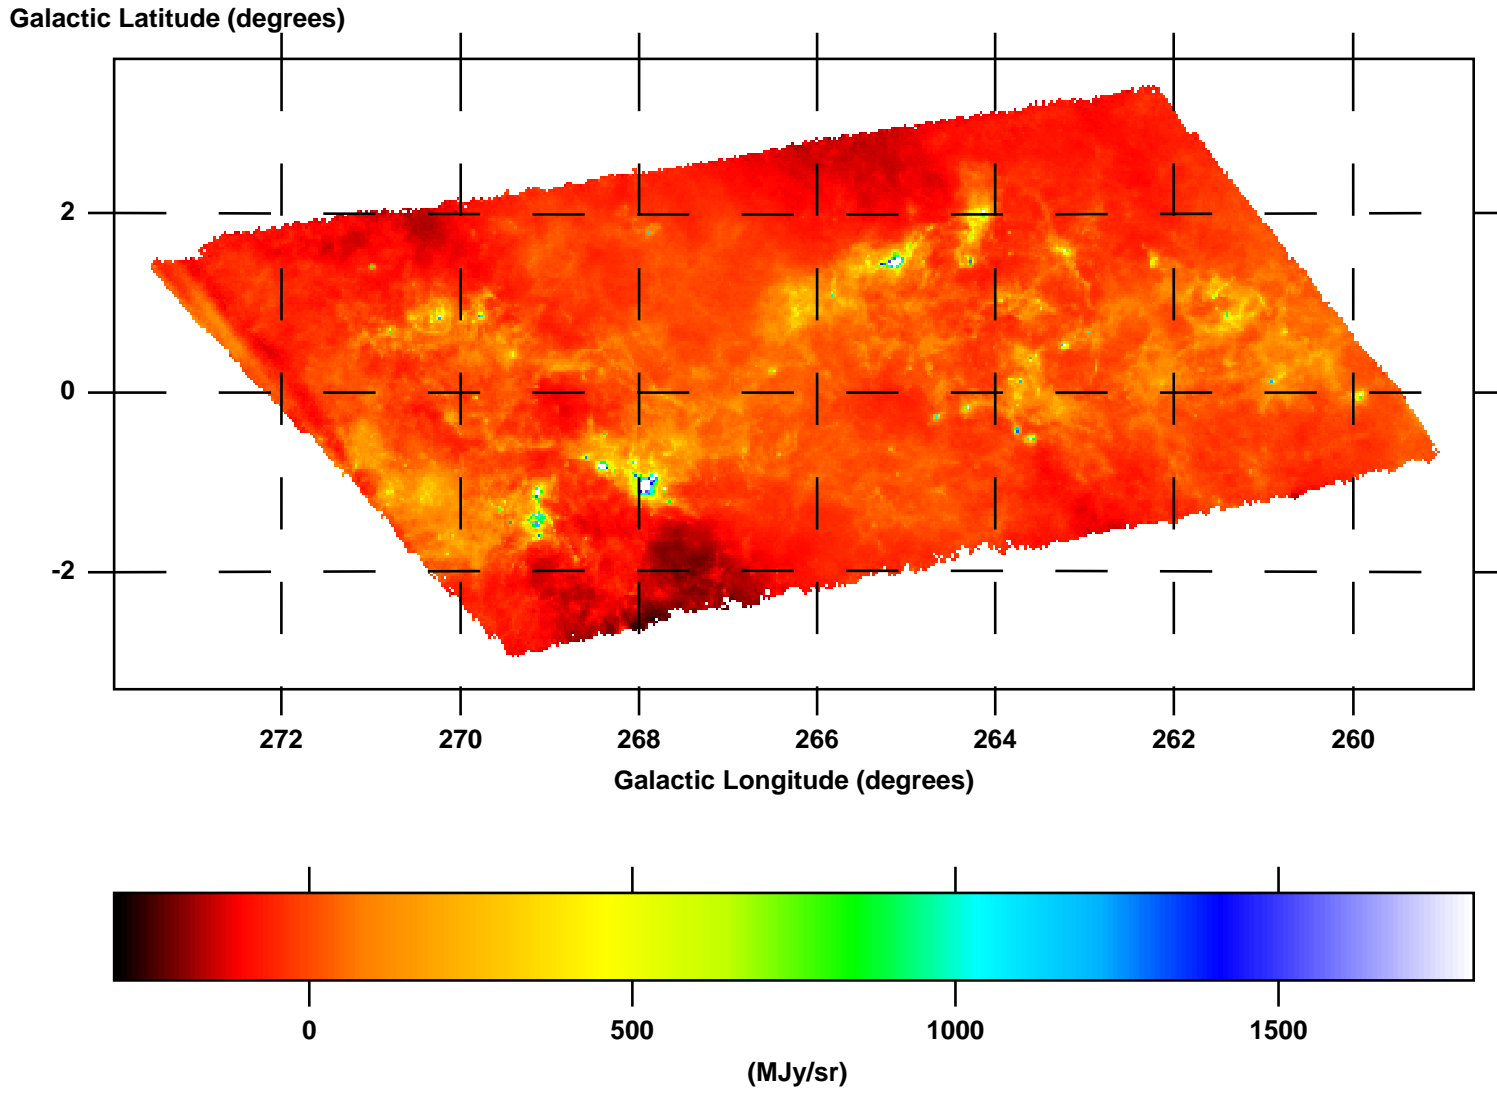 Galactic Latitude (degrees)
2
0
-2
272 270 268 266 264 262 260
Galactic Longitude (degrees)
0 500 1000 1500
(MJy/sr)